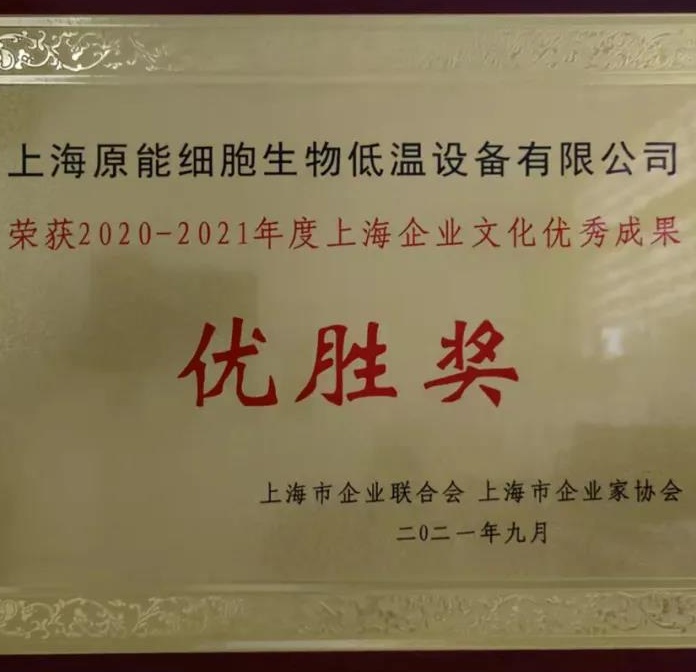 上海原能细胞生物低温设备有限公司
荣获2020-2021年度上海企业文化优秀成果
优胜奖
上海市企业联合会 上海市企业家协会
二〇二一年九月